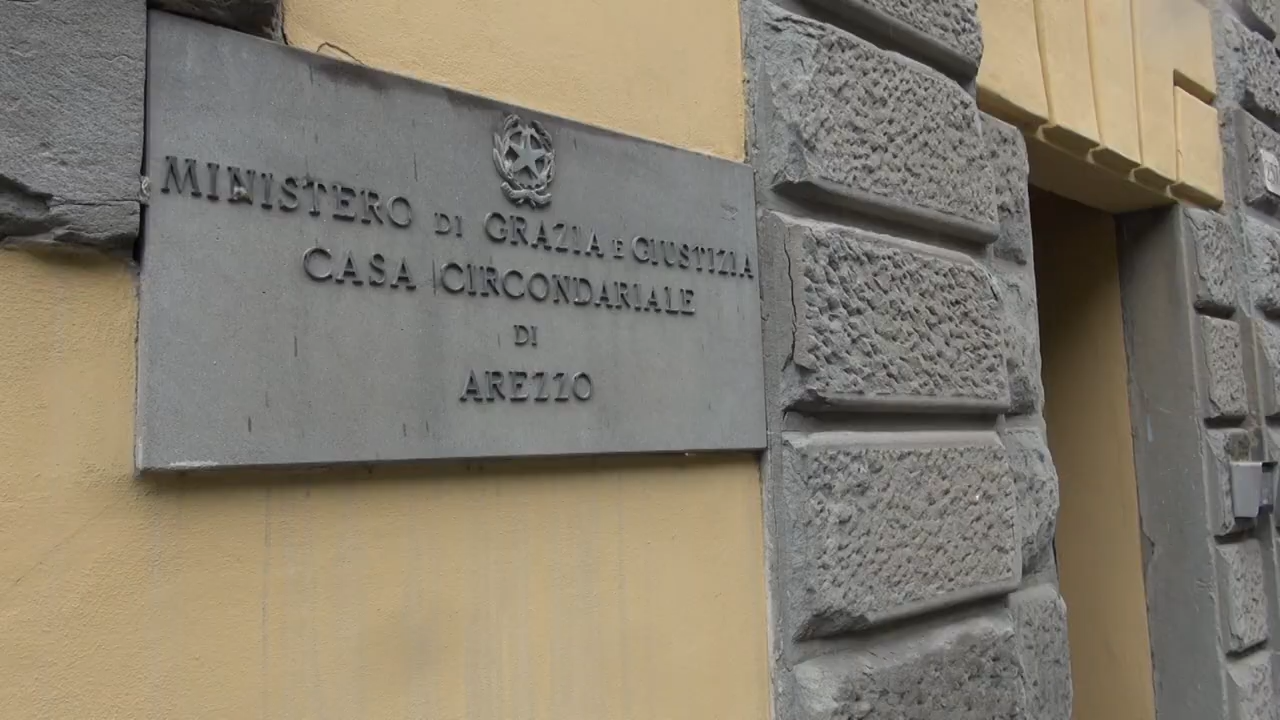 MINISTERO DI GRAZIA E GIUSTIZIA
CASA CIRCONDARIALE
DI
AREZZO